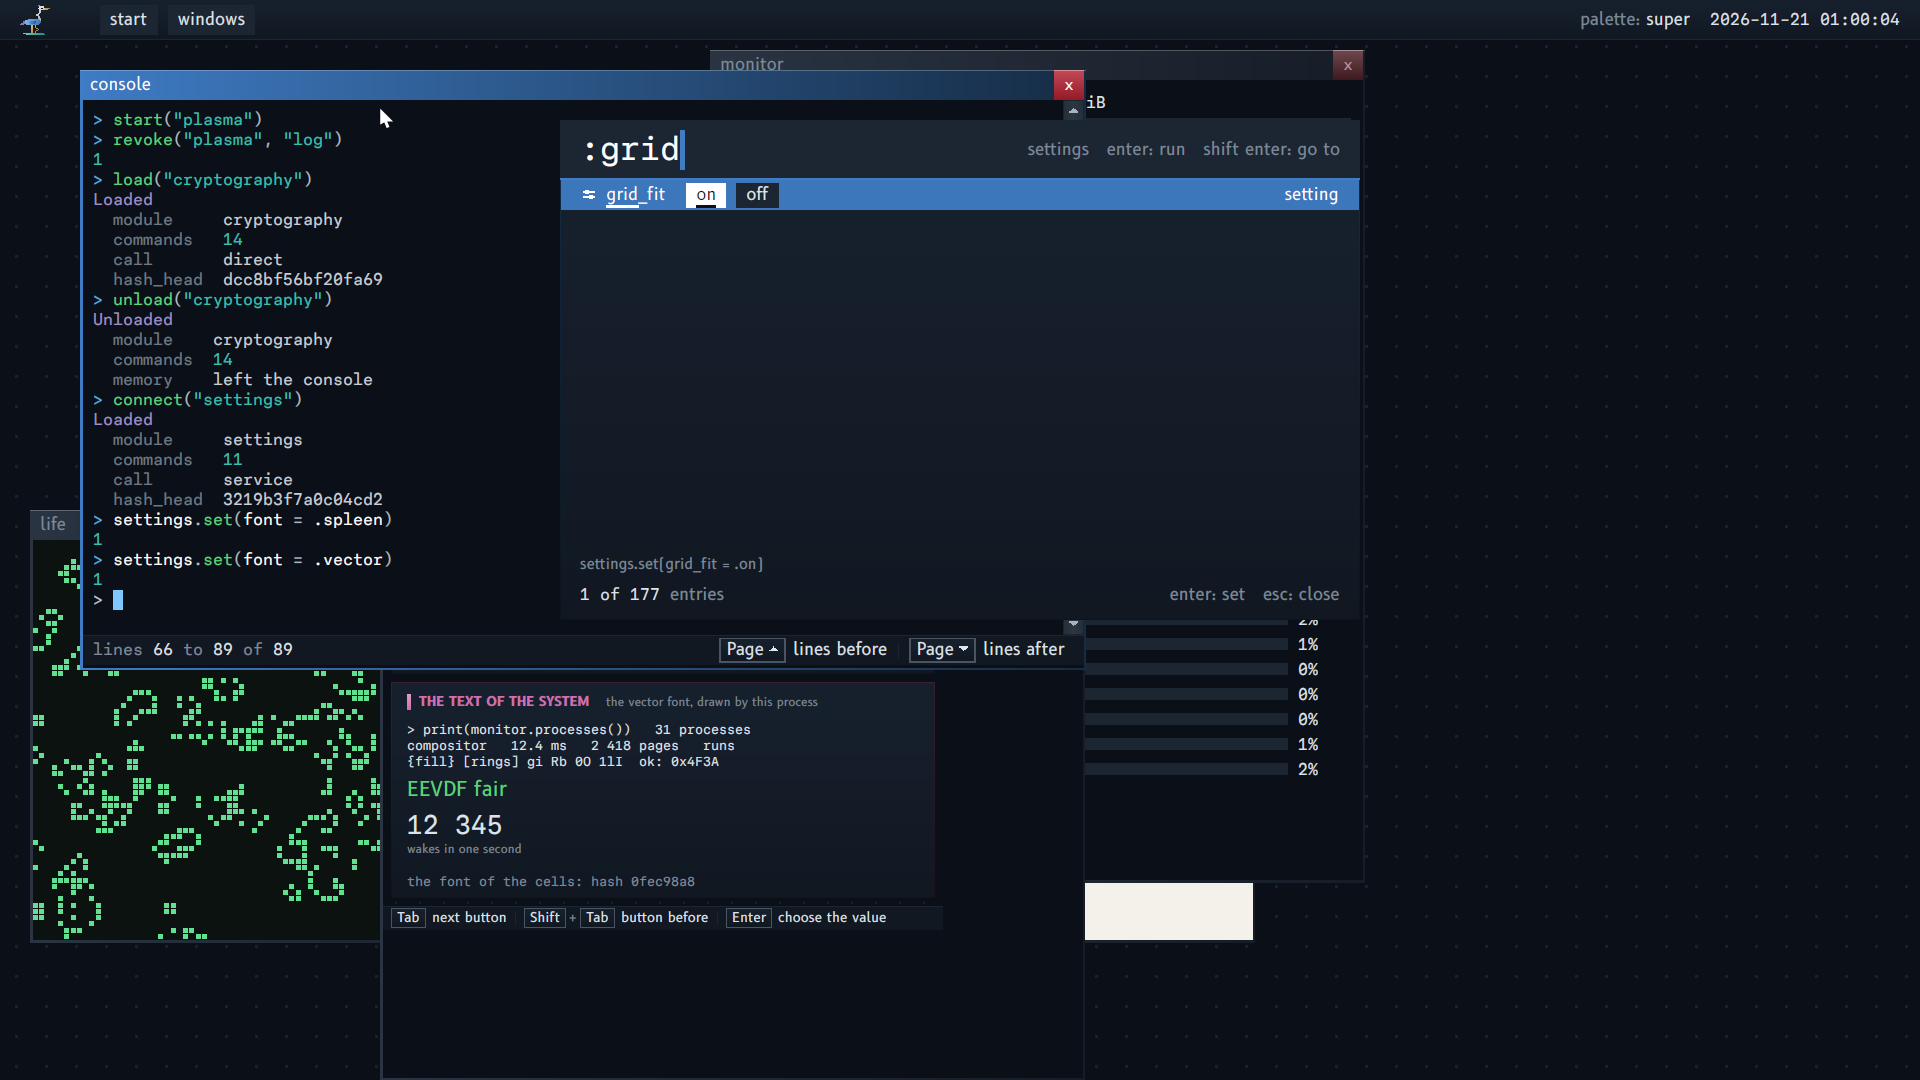 start windows palette: super 2026-11-21 01:00:04
monitor x
console x
iB
> start("plasma")
> revoke("plasma", "log")
1
> load("cryptography")
Loaded
module cryptography
commands 14
call direct
hash_head dcc8bf56bf20fa69
> unload("cryptography")
Unloaded
module cryptography
commands 14
memory left the console
> connect("settings")
Loaded
module settings
commands 11
call service
hash_head 3219b3f7a0c04cd2
> settings.set(font = .spleen)
1
> settings.set(font = .vector)
1
>
lines 66 to 89 of 89 Page lines before Page lines after
:grid settings enter: run shift enter: go to
grid_fit on off setting
settings.set[grid_fit = .on]
1 of 177 entries enter: set esc: close
life
2%
1%
0%
0%
0%
1%
2%
THE TEXT OF THE SYSTEM the vector font, drawn by this process
> print(monitor.processes()) 31 processes
compositor 12.4 ms 2 418 pages runs
{fill} [rings] gi Rb 0O 1lI ok: 0x4F3A
EEVDF fair
12 345
wakes in one second
the font of the cells: hash 0fec98a8
Tab next button Shift + Tab button before Enter choose the value